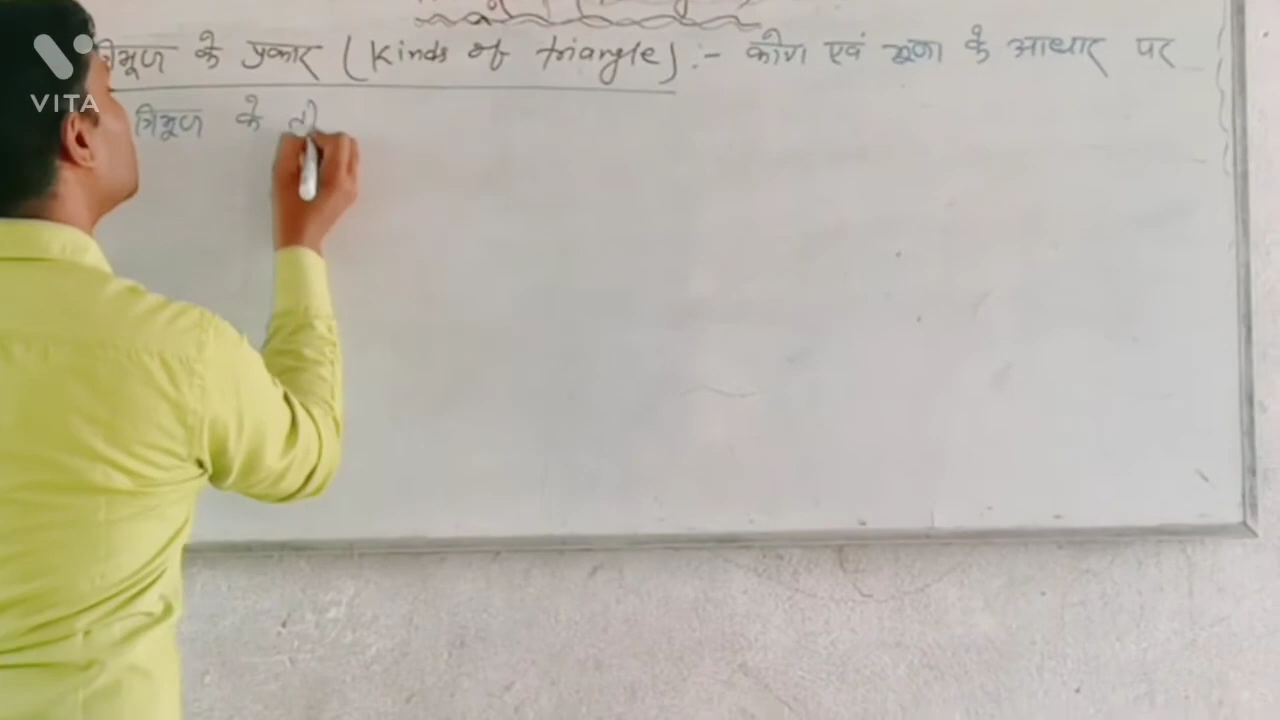 त्रिभूज के प्रकार (Kinds of triangle) :- कोण एवं भूजा के आधार पर
त्रिभूज के ती
VITA